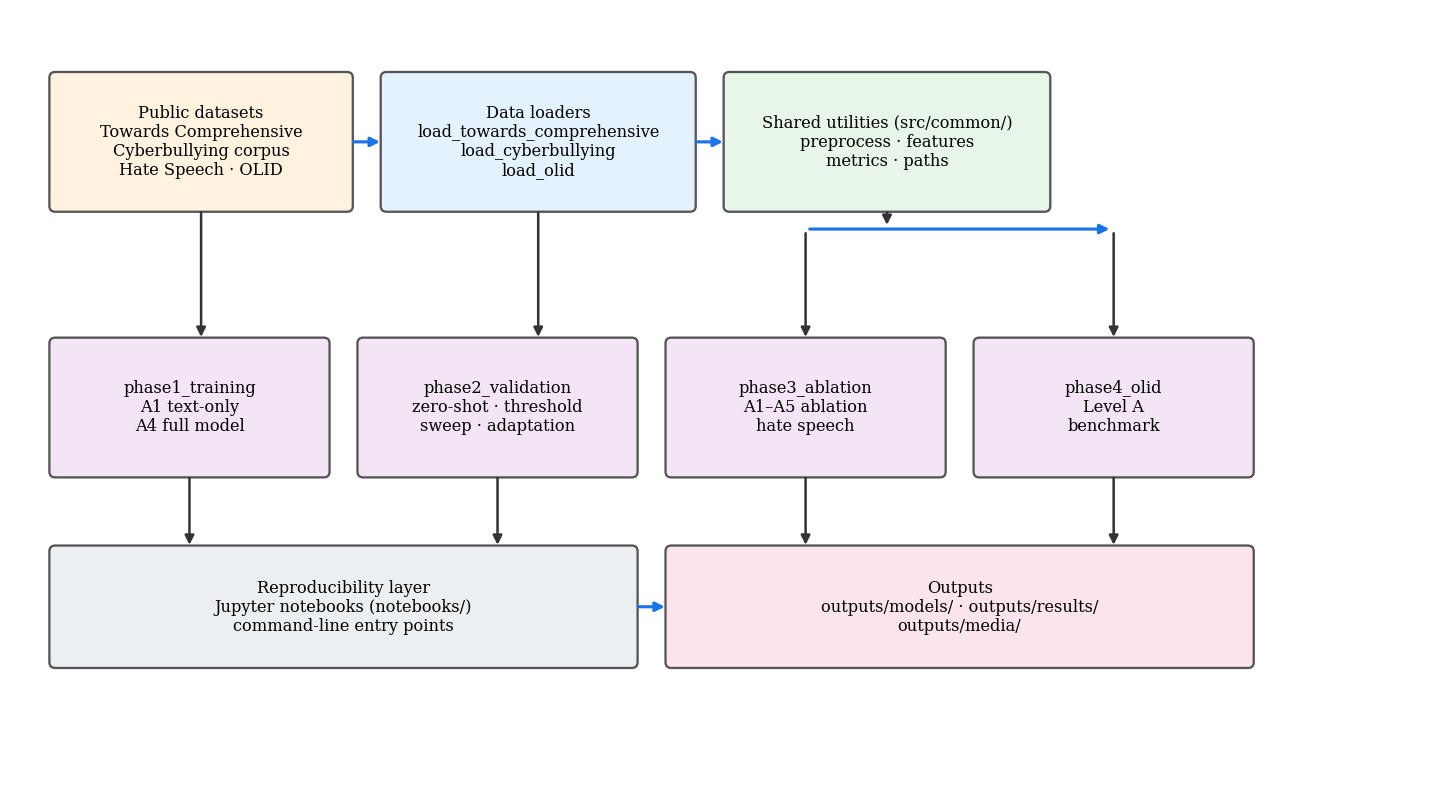 Public datasets
Towards Comprehensive
Cyberbullying corpus
Hate Speech · OLID
Data loaders
load_towards_comprehensive
load_cyberbullying
load_olid
Shared utilities (src/common/)
preprocess · features
metrics · paths
phase1_training
A1 text-only
A4 full model
phase2_validation
zero-shot · threshold
sweep · adaptation
phase3_ablation
A1–A5 ablation
hate speech
phase4_olid
Level A
benchmark
Reproducibility layer
Jupyter notebooks (notebooks/)
command-line entry points
Outputs
outputs/models/ · outputs/results/
outputs/media/